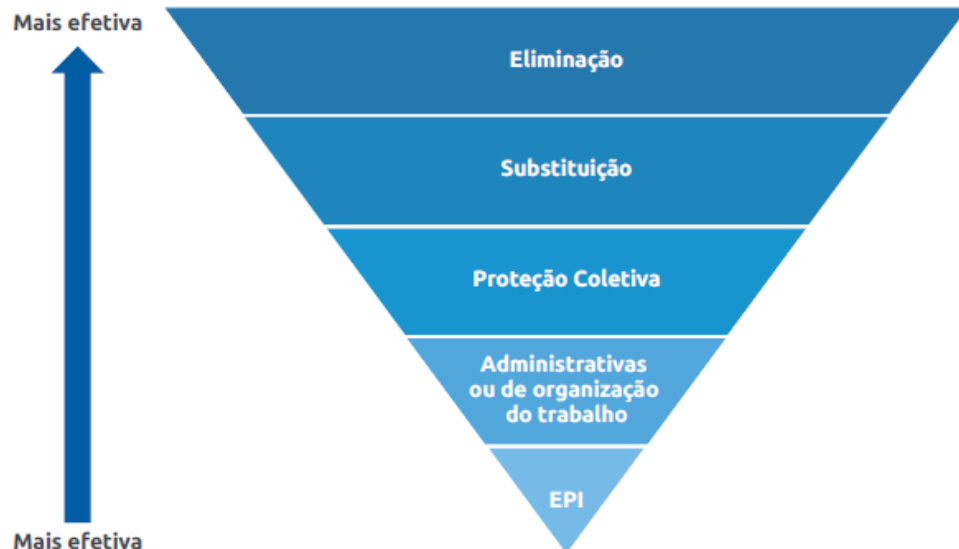 Mais efetiva
Eliminação
Substituição
Proteção Coletiva
Administrativas
ou de organização
do trabalho
EPI
Mais efetiva